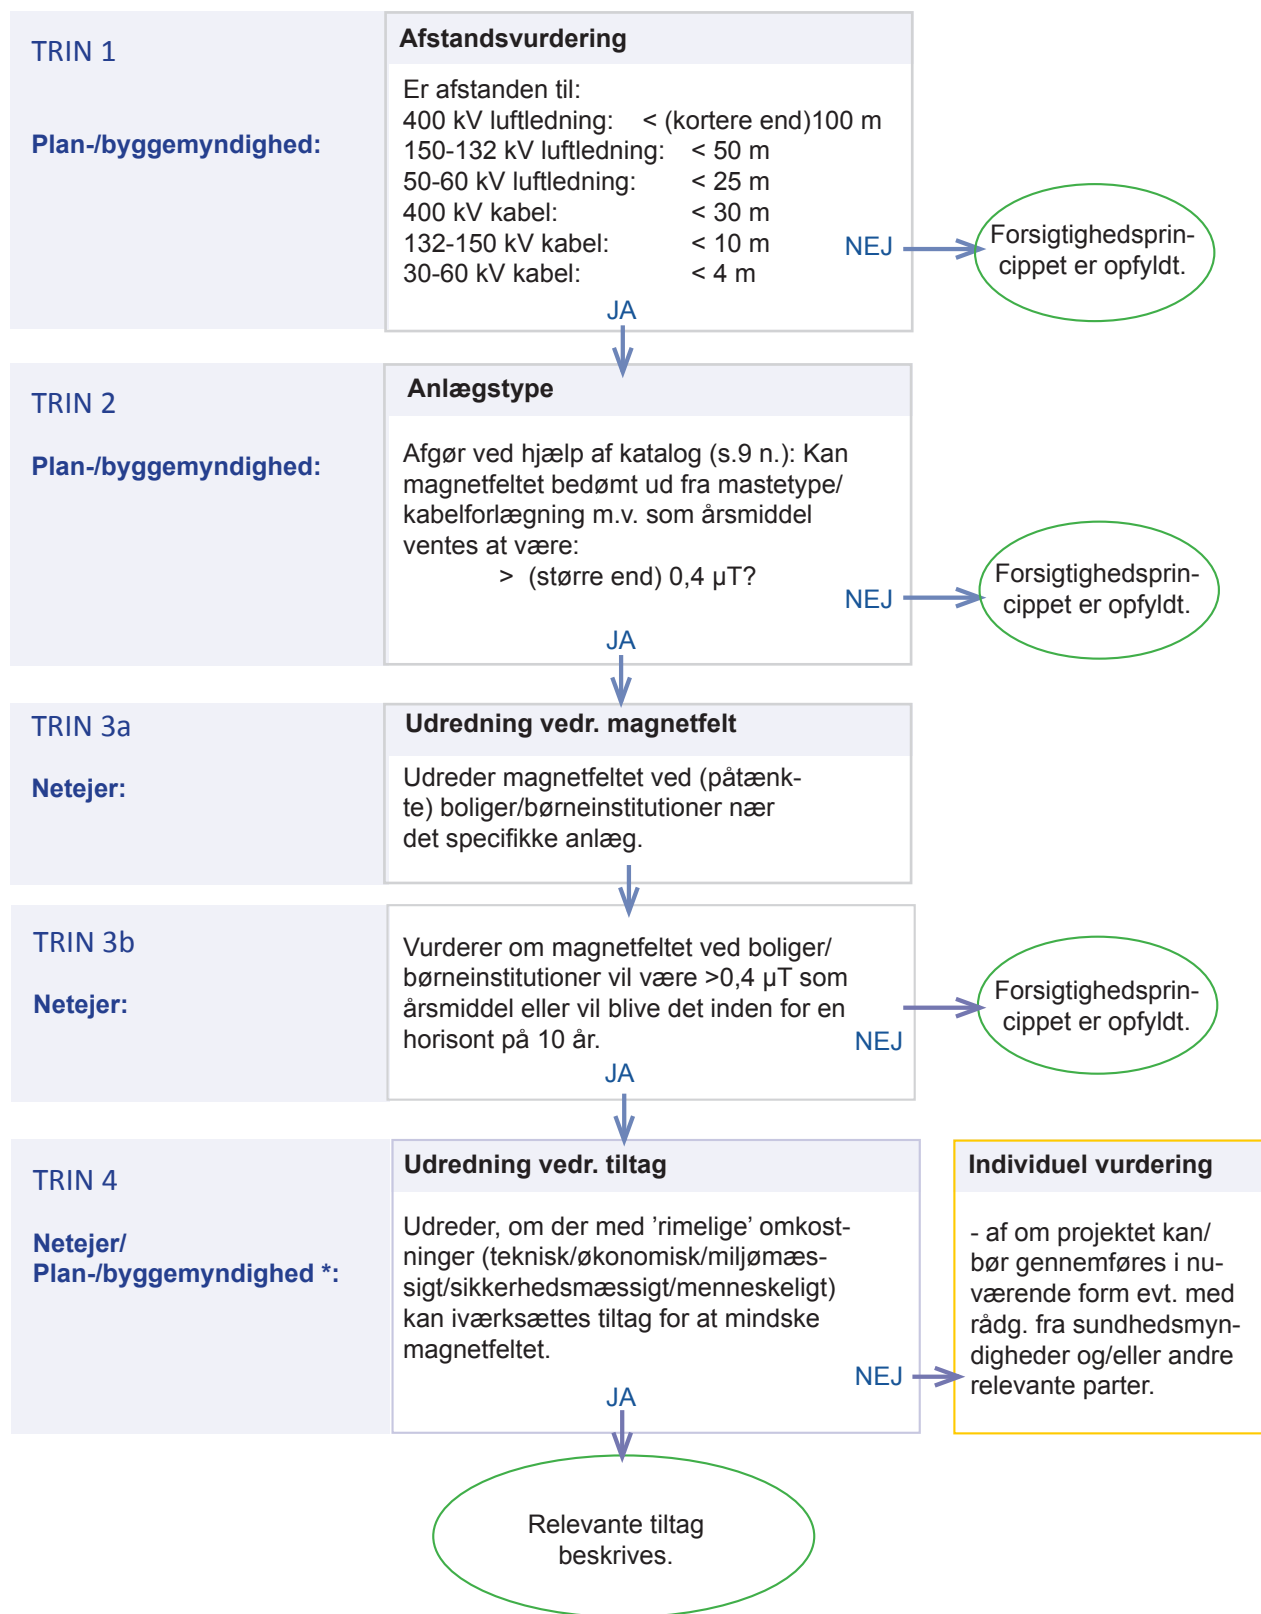 TRIN 1
Plan-/byggemyndighed:
Afstandsvurdering
Er afstanden til:
400 kV luftledning: < (kortere end)100 m
150-132 kV luftledning: < 50 m
50-60 kV luftledning: < 25 m
400 kV kabel: < 30 m
132-150 kV kabel: < 10 m
30-60 kV kabel: < 4 m
NEJ
JA
Forsigtighedsprin-
cippet er opfyldt.
TRIN 2
Plan-/byggemyndighed:
Anlægstype
Afgør ved hjælp af katalog (s.9 n.): Kan
magnetfeltet bedømt ud fra mastetype/
kabelforlægning m.v. som årsmiddel
ventes at være:
> (større end) 0,4 µT?
NEJ
JA
Forsigtighedsprin-
cippet er opfyldt.
TRIN 3a
Netejer:
Udredning vedr. magnetfelt
Udreder magnetfeltet ved (påtænk-
te) boliger/børneinstitutioner nær
det specifikke anlæg.
TRIN 3b
Netejer:
Vurderer om magnetfeltet ved boliger/
børneinstitutioner vil være >0,4 µT som
årsmiddel eller vil blive det inden for en
horisont på 10 år.
NEJ
JA
Forsigtighedsprin-
cippet er opfyldt.
TRIN 4
Netejer/
Plan-/byggemyndighed *:
Udredning vedr. tiltag
Udreder, om der med ’rimelige’ omkost-
ninger (teknisk/økonomisk/miljømæs-
sigt/sikkerhedsmæssigt/menneskeligt)
kan iværksættes tiltag for at mindske
magnetfeltet.
NEJ
JA
Individuel vurdering
- af om projektet kan/
bør gennemføres i nu-
værende form evt. med
rådg. fra sundhedsmyn-
digheder og/eller andre
relevante parter.
Relevante tiltag
beskrives.